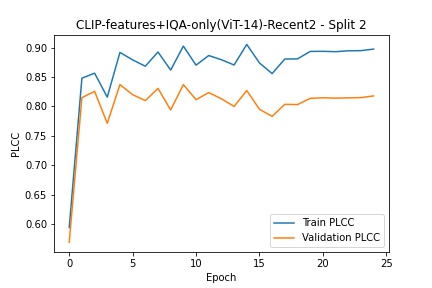 CLIP-features+IQA-only(ViT-14)-Recent2 - Split 2
0.90
0.85
0.80
0.75
0.70
0.65
0.60
PLCC
Train PLCC
Validation PLCC
0 5 10 15 20 25
Epoch